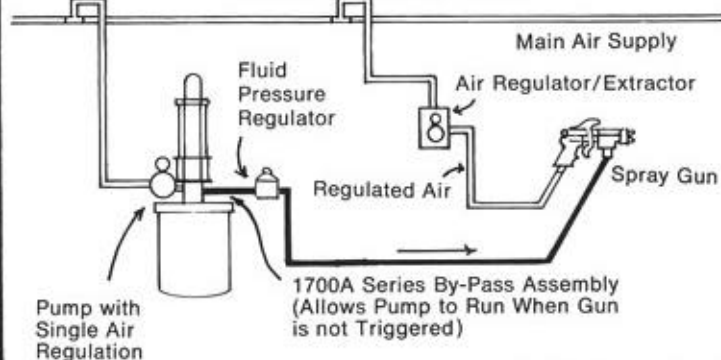 Main Air Supply
Fluid
Pressure
Regulator
Air Regulator/Extractor
Regulated Air
Spray Gun
1700A Series By-Pass Assembly
(Allows Pump to Run When Gun
is not Triggered)
Pump with
Single Air
Regulation